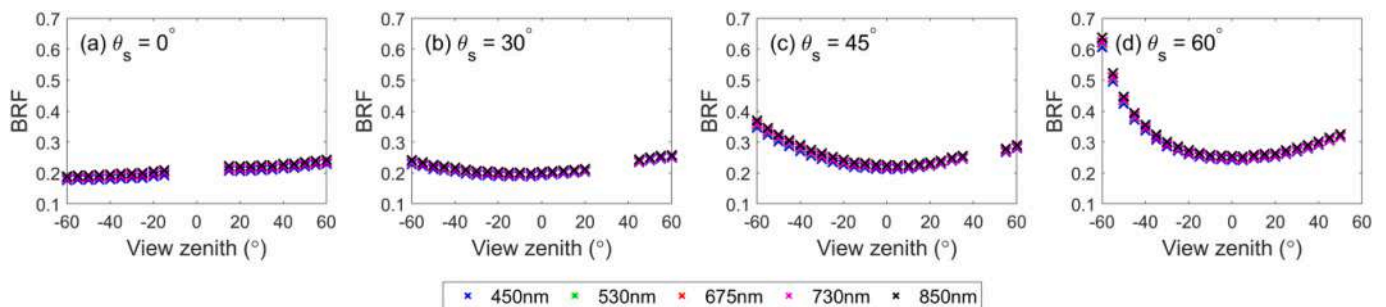 (a) θs = 0°
(b) θs = 30°
(c) θs = 45°
(d) θs = 60°
0.7 0.7 0.7 0.7
0.6 0.6 0.6 0.6
0.5 0.5 0.5 0.5
0.4 0.4 0.4 0.4
0.3 0.3 0.3 0.3
0.2 0.2 0.2 0.2
0.1 0.1 0.1 0.1
BRF BRF BRF BRF
-60 -40 -20 0 20 40 60 -60 -40 -20 0 20 40 60 -60 -40 -20 0 20 40 60 -60 -40 -20 0 20 40 60
View zenith (°) View zenith (°) View zenith (°) View zenith (°)
450nm 530nm 675nm 730nm 850nm